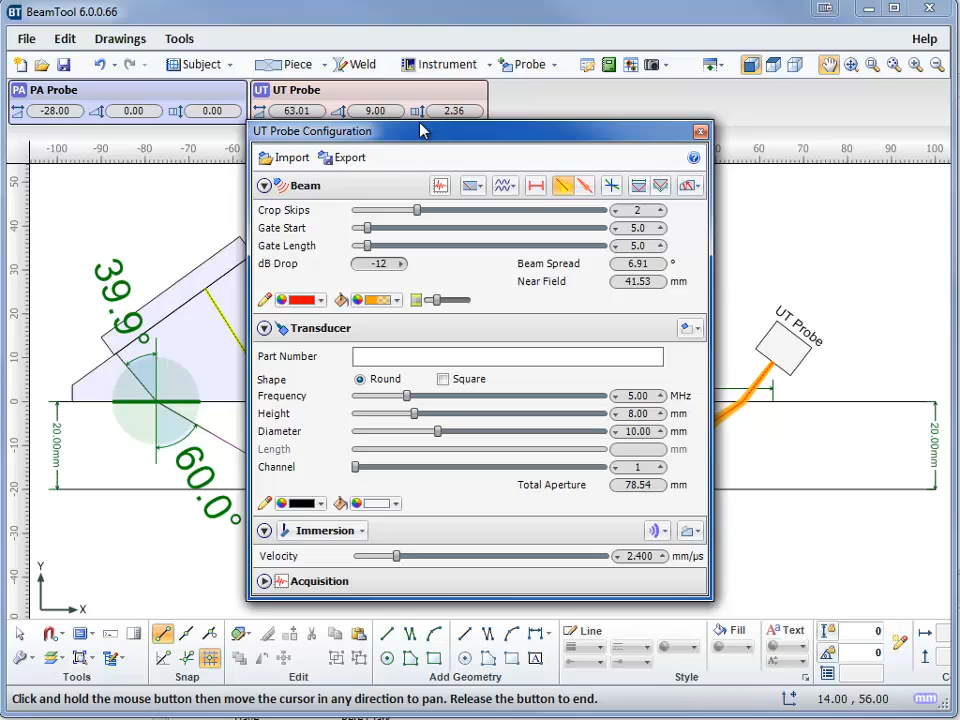 BT BeamTool 6.0.0.66
File Edit Drawings Tools Help
Subject Piece Weld Instrument Probe
PA PA Probe UT UT Probe
-28.00 0.00 0.00 63.01 9.00 2.36
UT Probe Configuration
-100 -90 -80 60 70 80 90 100
Import Export
Beam
Crop Skips 2
Gate Start 5.0
Gate Length 5.0
dB Drop -12 Beam Spread 6.91 °
Near Field 41.53 mm
Transducer
Part Number
Shape Round Square
Frequency 5.00 MHz
Height 8.00 mm
Diameter 10.00 mm
Length mm
Channel 1
Total Aperture 78.54 mm
Immersion
Velocity 2.400 mm/µs
Acquisition
50
40
30
20
10
0
-10
-20
-30
-40
-50
39.9°
60.0°
20.00mm
UT Probe
20.00mm
Y
X
Line Fill Text 0
0
Tools Snap Edit Add Geometry Style
Click and hold the mouse button then move the cursor in any direction to pan. Release the button to end. 14.00 , 56.00 mm